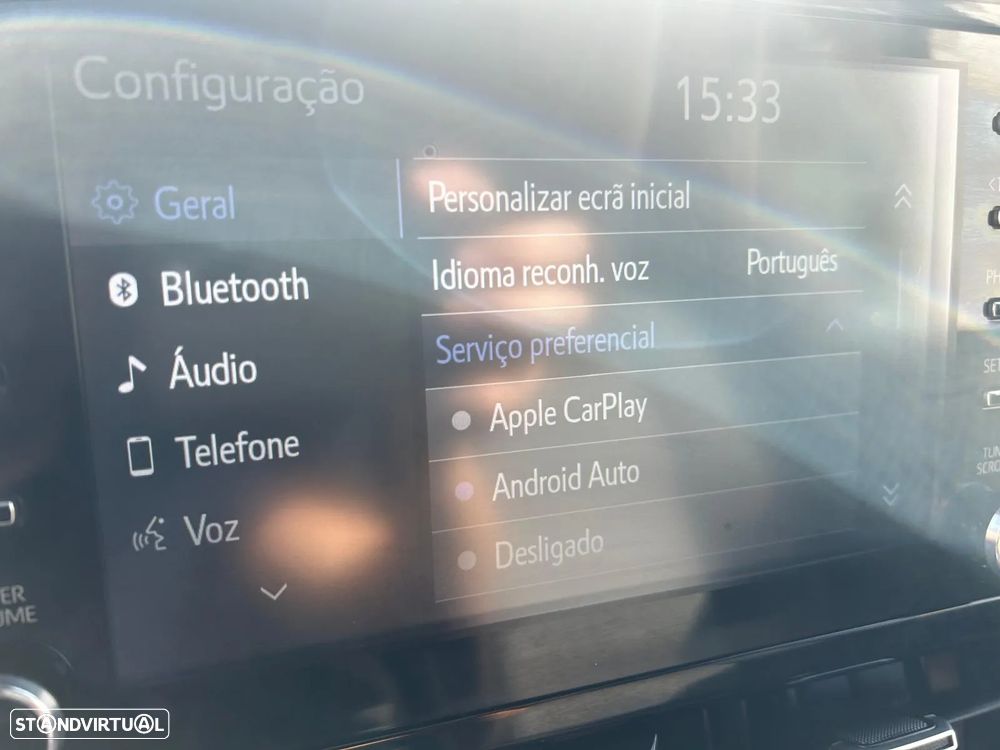 Configuração
15:33
Geral
Bluetooth
Áudio
Telefone
Voz
Personalizar ecrã inicial
Idioma reconh. voz Português
Serviço preferencial
Apple CarPlay
Android Auto
Desligado
STANDVIRTUAL